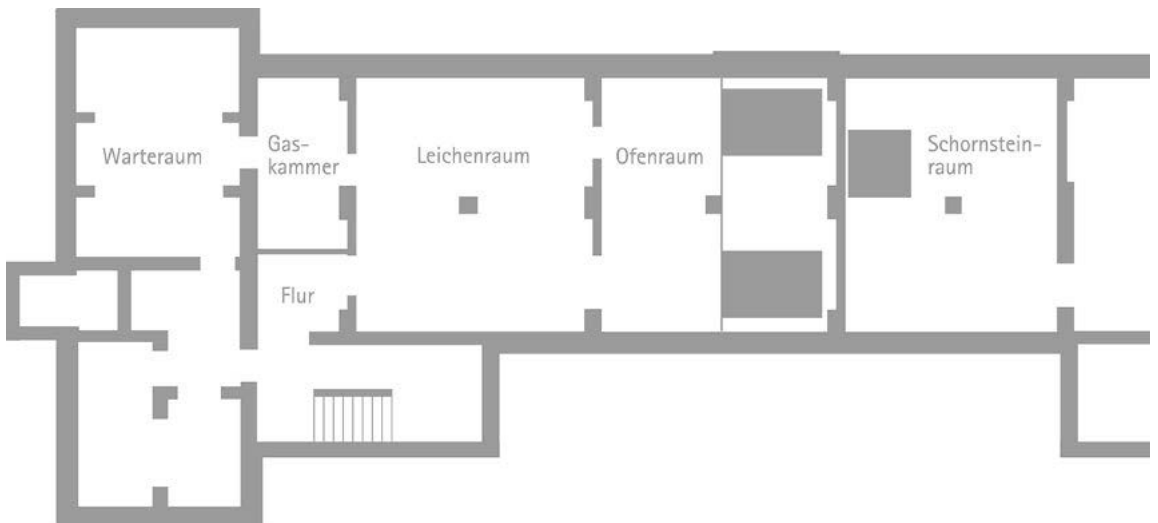 Warteraum
Gas-
kammer
Leichenraum
Ofenraum
Schornstein-
raum
Flur